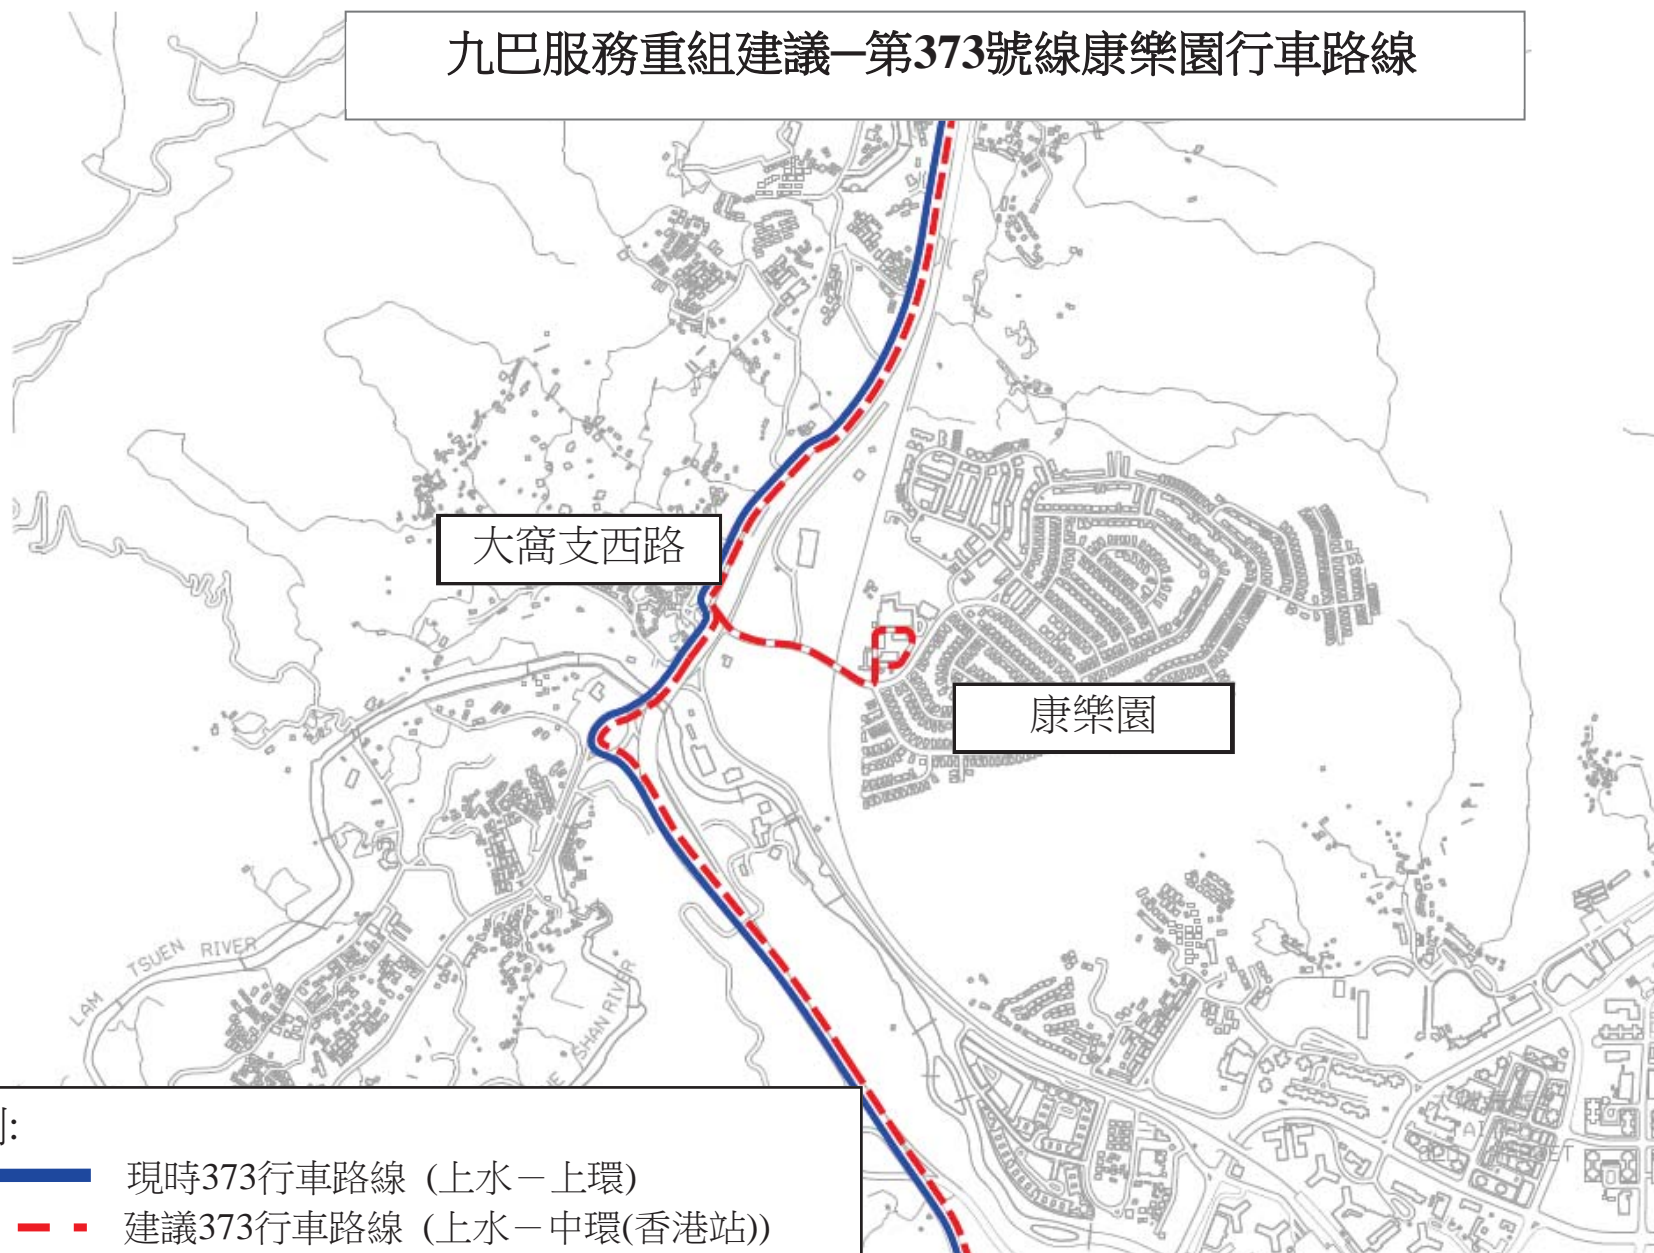 九巴服務重組建議─第373號線康樂園行車路線
大窩支西路
康樂園
LAM TSUEN RIVER
SHAN RIVER
現時373行車路線 (上水－上環)
建議373行車路線 (上水－中環(香港站))